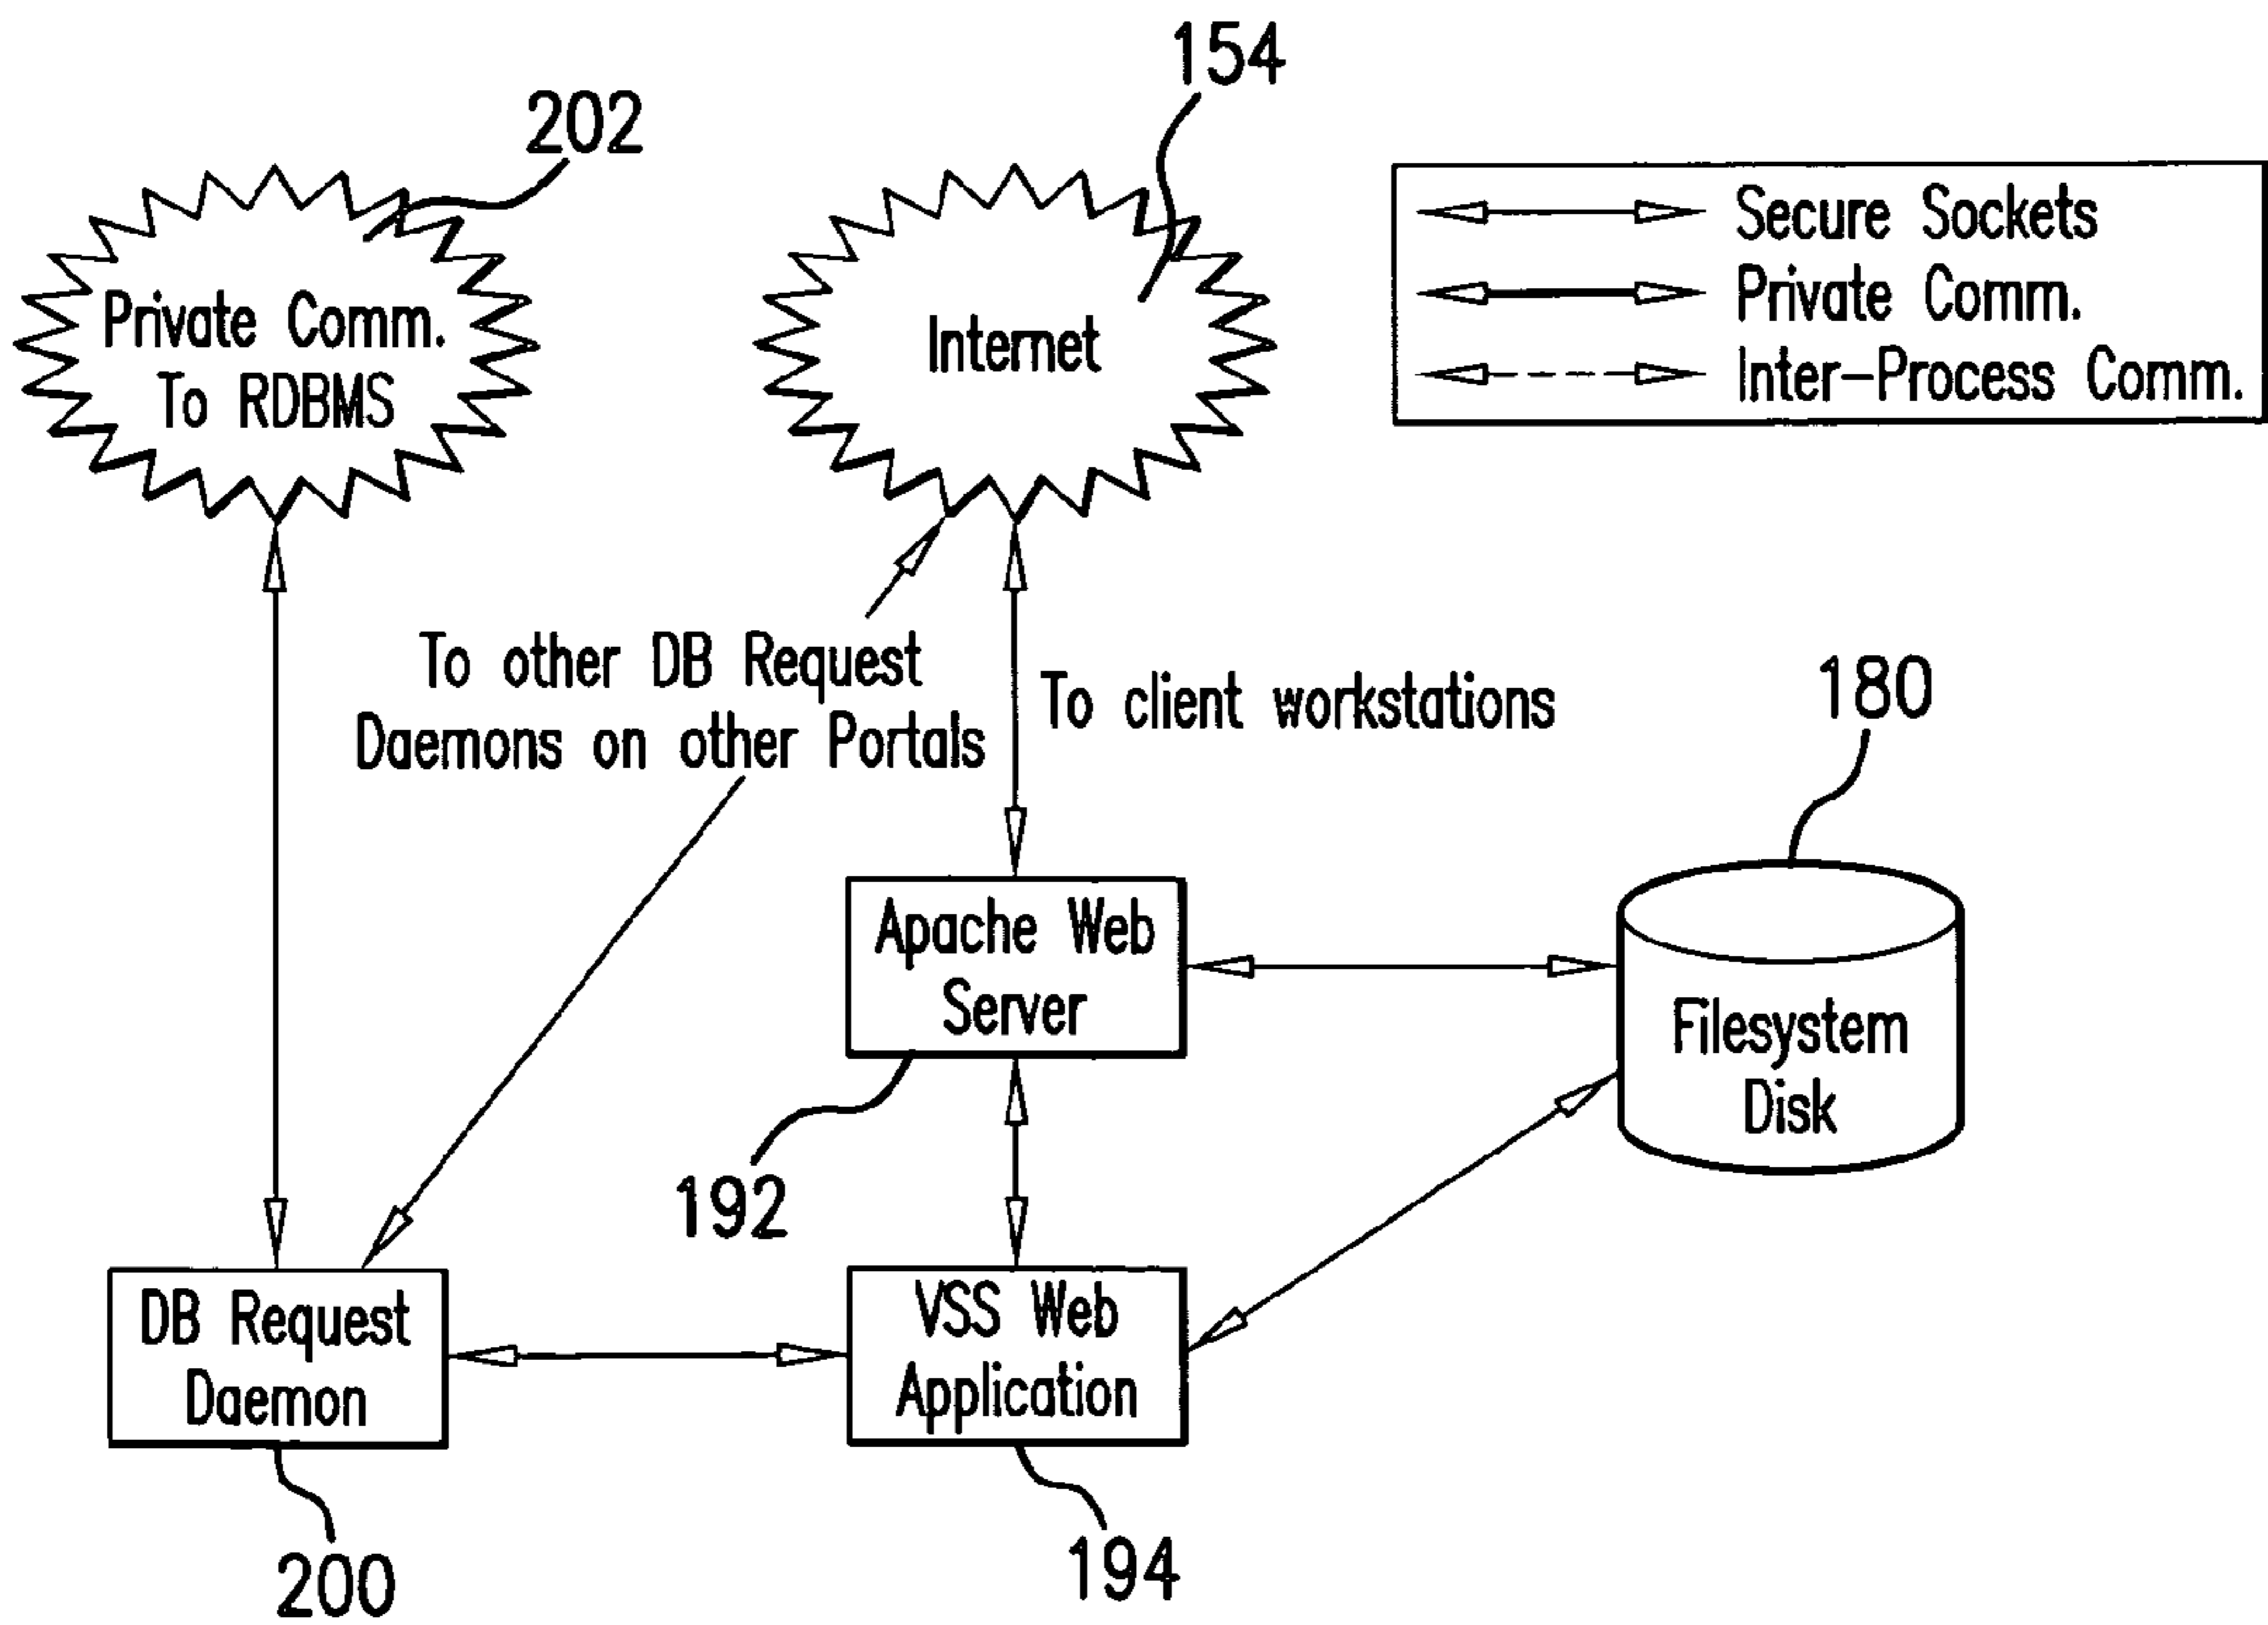 154
202
Private Comm.
To RDBMS
Internet
Secure Sockets
Private Comm.
Inter-Process Comm.
To other DB Request
Daemons on other Portals
To client workstations
180
Apache Web
Server
Filesystem
Disk
192
DB Request
Daemon
VSS Web
Application
200
194